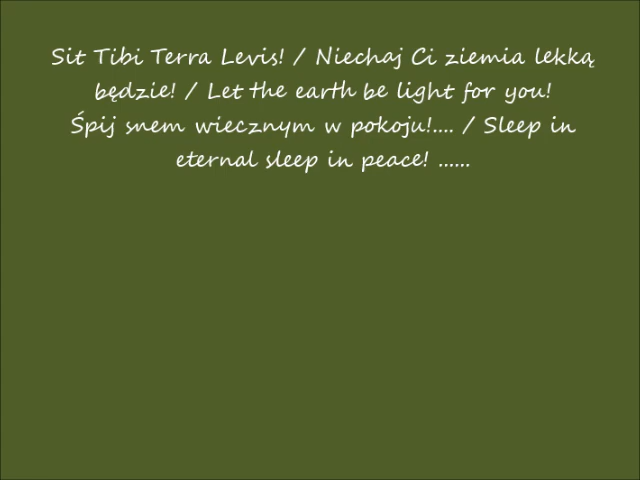 Sit Tibi Terra Levis! / Niechaj Ci ziemia lekką
będzie! / Let the earth be light for you!
Śpij snem wiecznym w pokoju!.... / Sleep in
eternal sleep in peace! ......